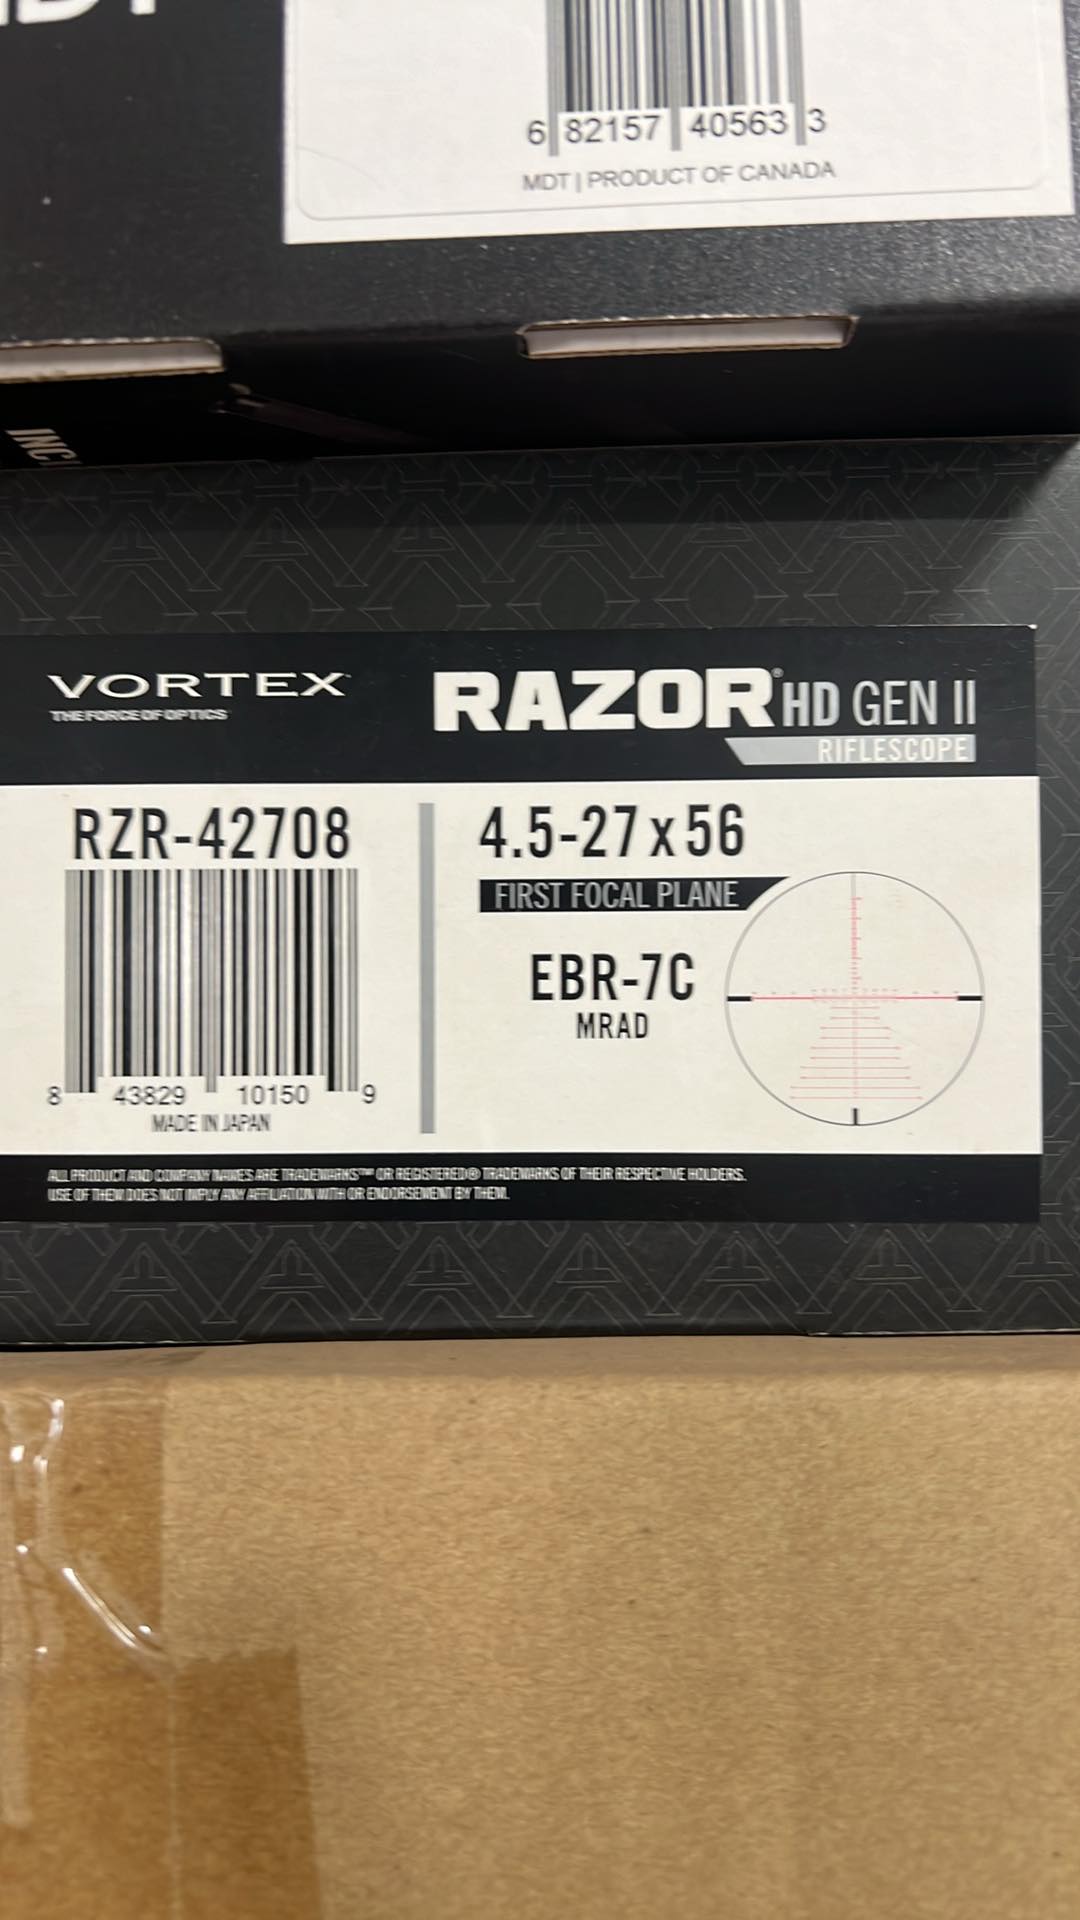 6 82157 40563 3
MDT | PRODUCT OF CANADA
VORTEX
THE FORCE OF OPTICS
RAZOR® HD GEN II
RIFLESCOPE
RZR-42708
8 43829 10150 9
MADE IN JAPAN
4.5-27x56
FIRST FOCAL PLANE
EBR-7C
MRAD
ALL PRODUCT AND COMPANY NAMES ARE TRADEMARKS™ OR REGISTERED® TRADEMARKS OF THEIR RESPECTIVE HOLDERS.
USE OF THEM DOES NOT IMPLY ANY AFFILIATION WITH OR ENDORSEMENT BY THEM.